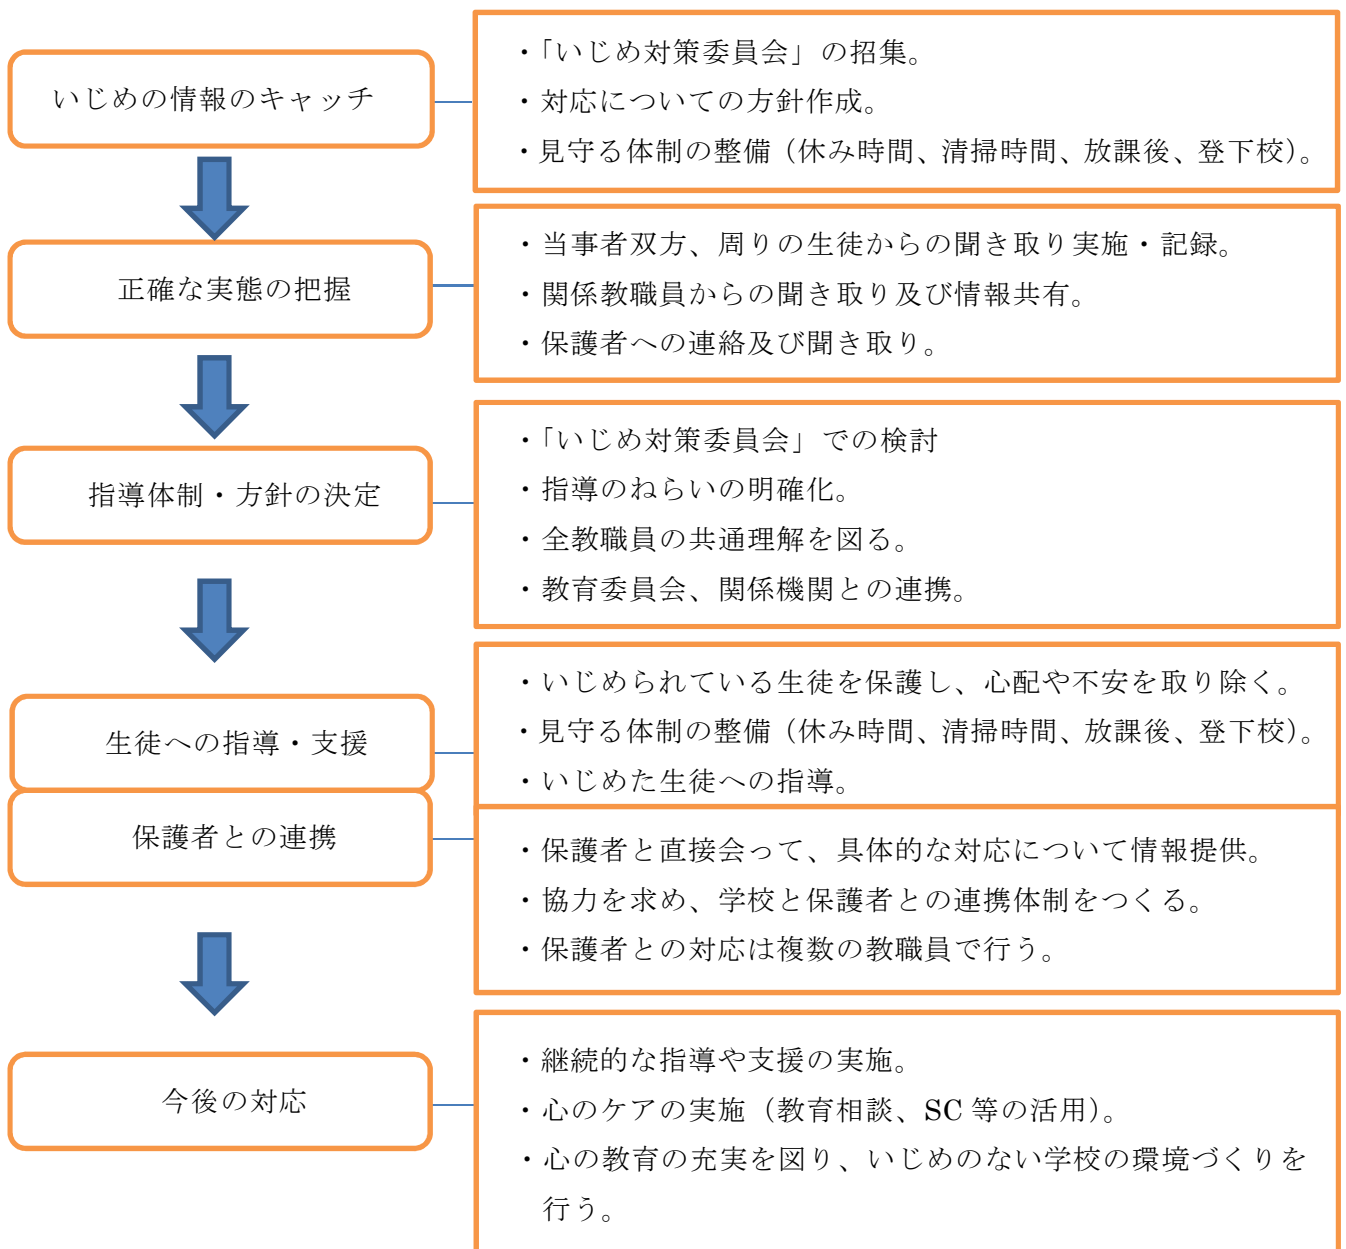 いじめの情報のキャッチ
・「いじめ対策委員会」の招集。
・対応についての方針作成。
・見守る体制の整備（休み時間、清掃時間、放課後、登下校）。
正確な実態の把握
・当事者双方、周りの生徒からの聞き取り実施・記録。
・関係教職員からの聞き取り及び情報共有。
・保護者への連絡及び聞き取り。
指導体制・方針の決定
・「いじめ対策委員会」での検討
・指導のねらいの明確化。
・全教職員の共通理解を図る。
・教育委員会、関係機関との連携。
生徒への指導・支援
・いじめられている生徒を保護し、心配や不安を取り除く。
・見守る体制の整備（休み時間、清掃時間、放課後、登下校）。
・いじめた生徒への指導。
保護者との連携
・保護者と直接会って、具体的な対応について情報提供。
・協力を求め、学校と保護者との連携体制をつくる。
・保護者との対応は複数の教職員で行う。
今後の対応
・継続的な指導や支援の実施。
・心のケアの実施（教育相談、SC 等の活用）。
・心の教育の充実を図り、いじめのない学校の環境づくりを
行う。